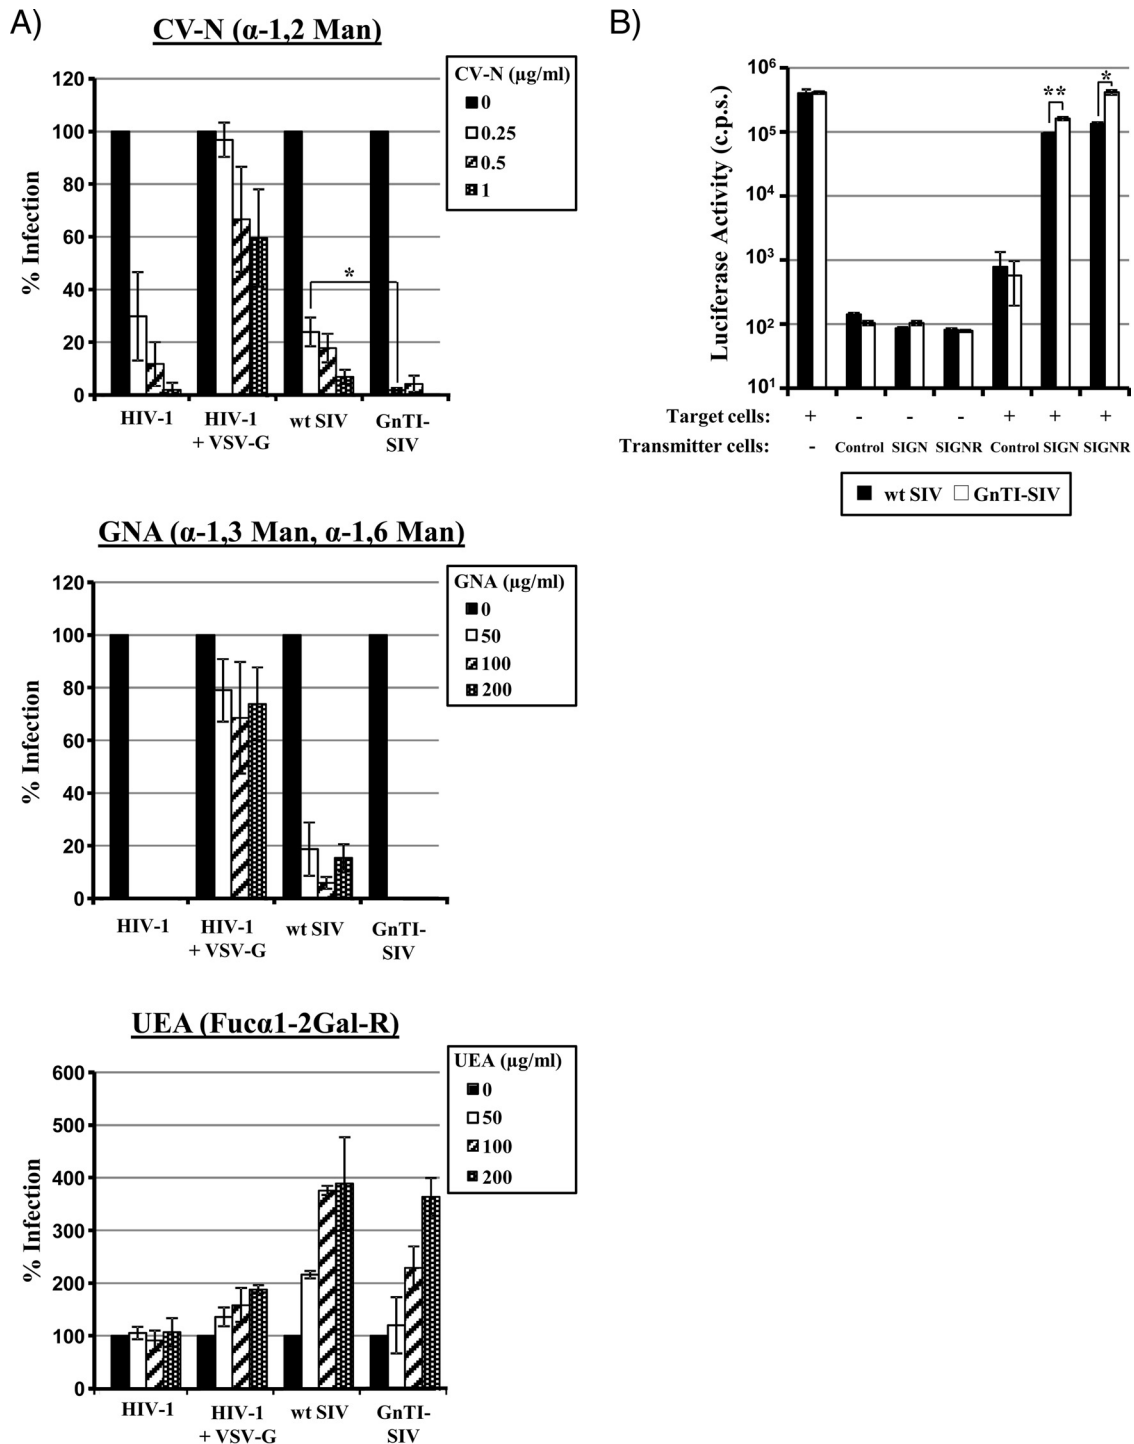 A)
CV-N (α-1,2 Man)
CV-N (μg/ml)
0
0.25
0.5
1
% Infection
120
100
80
60
40
20
0
*
HIV-1
HIV-1
+ VSV-G
wt SIV
GnTI-
SIV
GNA (α-1,3 Man, α-1,6 Man)
GNA (μg/ml)
0
50
100
200
% Infection
120
100
80
60
40
20
0
HIV-1
HIV-1
+ VSV-G
wt SIV
GnTI-
SIV
UEA (Fucα1-2Gal-R)
UEA (μg/ml)
0
50
100
200
% Infection
600
500
400
300
200
100
0
HIV-1
HIV-1
+ VSV-G
wt SIV
GnTI-
SIV
B)
Luciferase Activity (c.p.s.)
10⁶
10⁵
10⁴
10³
10²
10¹
** *
Target cells: + - - - + + +
Transmitter cells: - Control SIGN SIGNR Control SIGN SIGNR
wt SIV GnTI-SIV